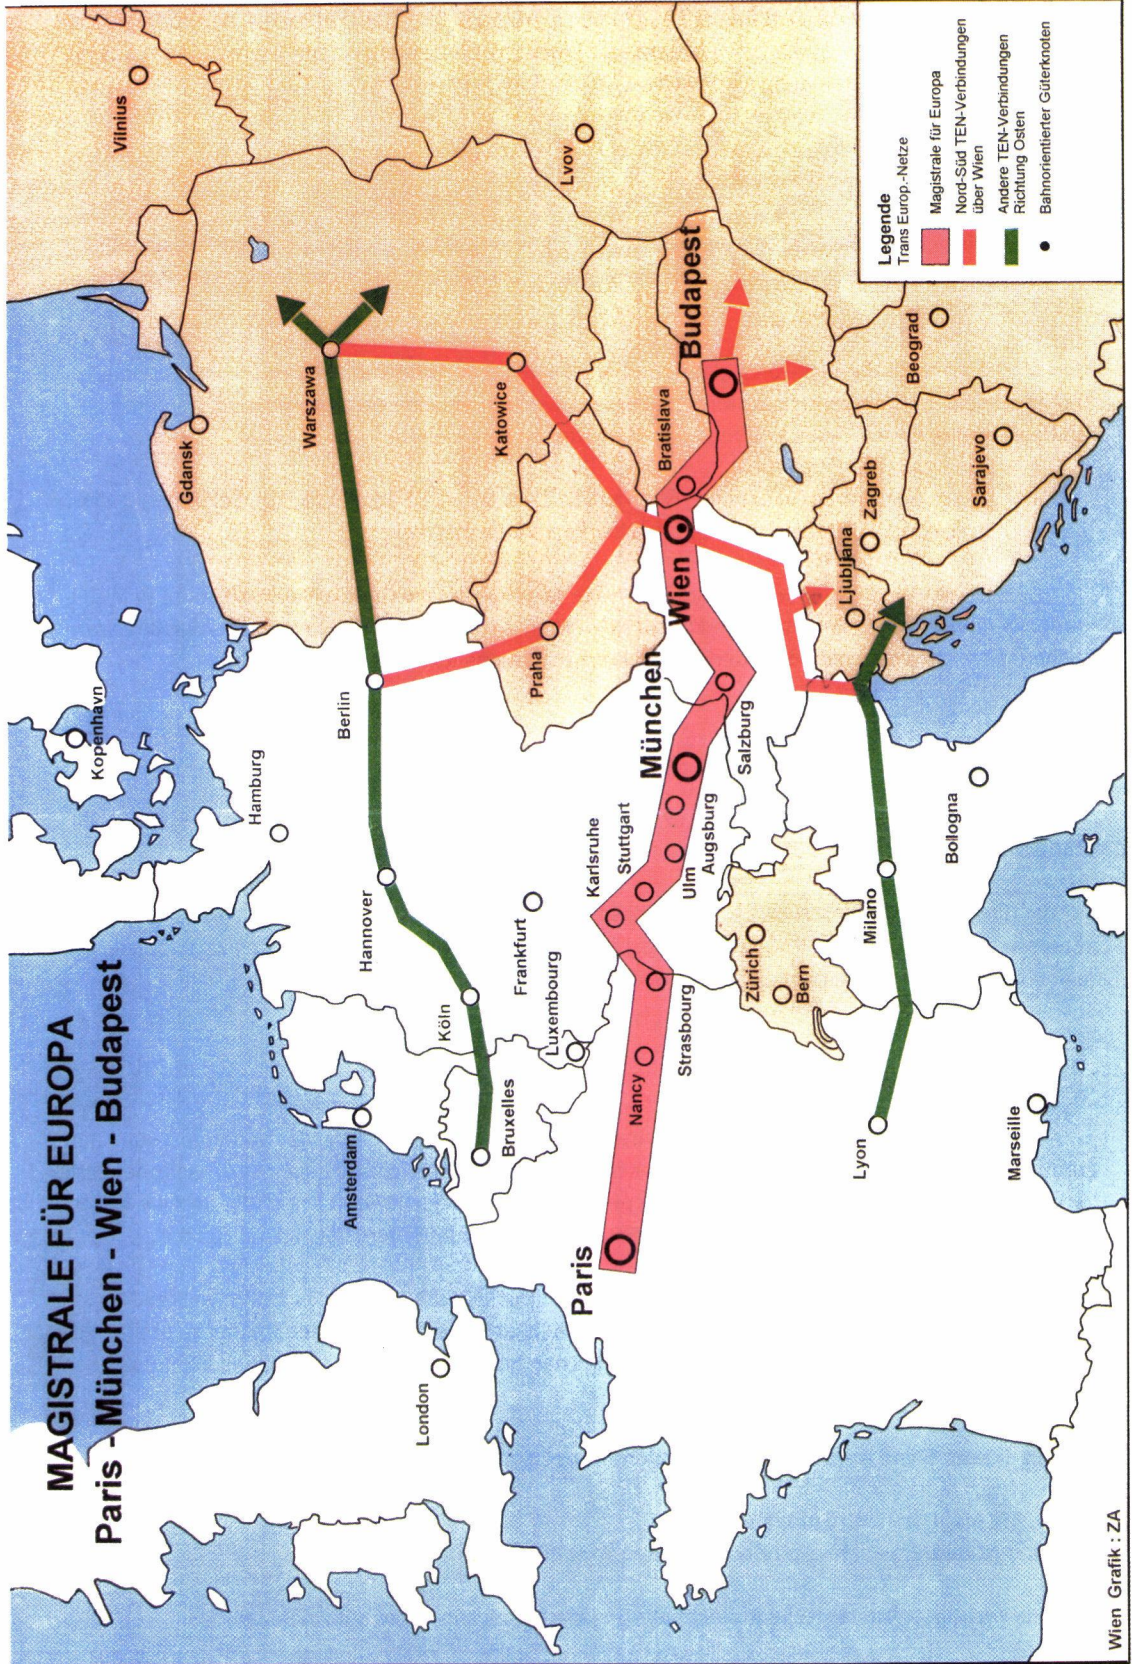 MAGISTRALE FÜR EUROPA
Paris - München - Wien - Budapest
Kopenhavn
Vilnius
Gdansk
Hamburg
Warszawa
Berlin
Hannover
Amsterdam
London
Köln
Bruxelles
Katowice
Praha
Frankfurt
Luxembourg
Lvov
Paris
Nancy
Strasbourg
Karlsruhe
Stuttgart
Ulm
Augsburg
München
Salzburg
Wien
Bratislava
Budapest
Zürich
Bern
Lyon
Milano
Marseille
Bologna
Ljubljana
Zagreb
Beograd
Sarajevo
Legende
Trans Europ.-Netze
Magistrale für Europa
Nord-Süd TEN-Verbindungen
über Wien
Andere TEN-Verbindungen
Richtung Osten
Bahnorientierter Güterknoten
Wien Grafik : ZA